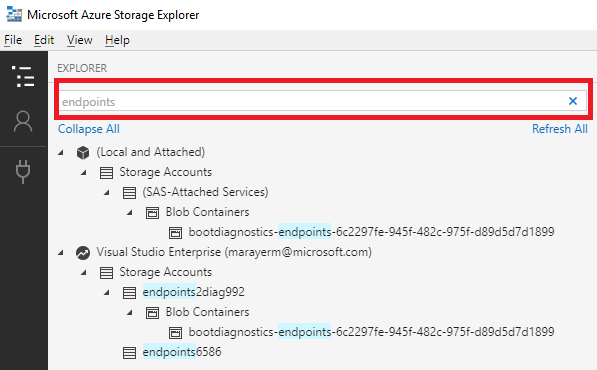 Microsoft Azure Storage Explorer
File Edit View Help
EXPLORER
endpoints
Collapse All Refresh All
(Local and Attached)
Storage Accounts
(SAS-Attached Services)
Blob Containers
bootdiagnostics-endpoints-6c2297fe-945f-482c-975f-d89d5d7d1899
Visual Studio Enterprise (marayerm@microsoft.com)
Storage Accounts
endpoints2diag992
Blob Containers
bootdiagnostics-endpoints-6c2297fe-945f-482c-975f-d89d5d7d1899
endpoints6586